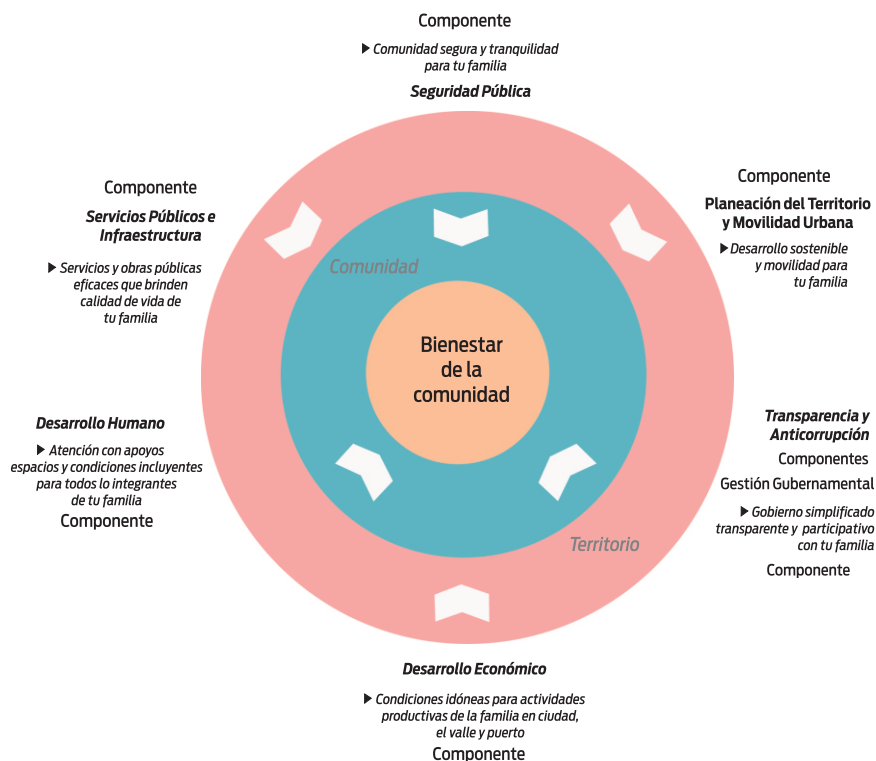 Componente
▶ Comunidad segura y tranquilidad
para tu familia
Seguridad Pública
Componente
Servicios Públicos e
Infraestructura
▶ Servicios y obras públicas
eficaces que brinden
calidad de vida de
tu familia
Componente
Planeación del Territorio
y Movilidad Urbana
▶ Desarrollo sostenible
y movilidad para
tu familia
Comunidad
Bienestar
de la
comunidad
Desarrollo Humano
▶ Atención con apoyos
espacios y condiciones incluyentes
para todos lo integrantes
de tu familia
Componente
Transparencia y
Anticorrupción
Componentes
Gestión Gubernamental
▶ Gobierno simplificado
transparente y participativo
con tu familia
Componente
Territorio
Desarrollo Económico
▶ Condiciones idóneas para actividades
productivas de la familia en ciudad,
el valle y puerto
Componente